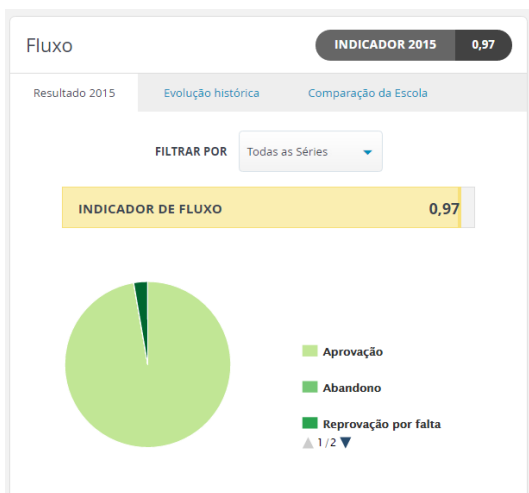 Fluxo
INDICADOR 2015 0,97
Resultado 2015 Evolução histórica Comparação da Escola
FILTRAR POR Todas as Séries
INDICADOR DE FLUXO 0,97
Aprovação
Abandono
Reprovação por falta
1/2